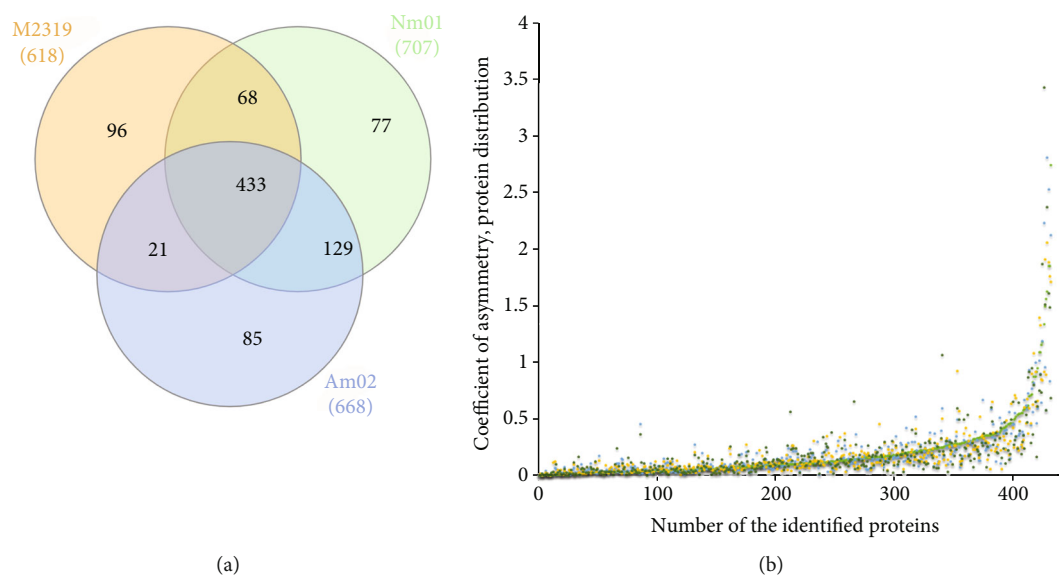 M2319
(618)
Nm01
(707)
68
96
77
433
21
129
85
Am02
(668)
(a)
Coefficient of asymmetry, protein distribution
4
3.5
3
2.5
2
1.5
1
0.5
0
0 100 200 300 400
Number of the identified proteins
(b)